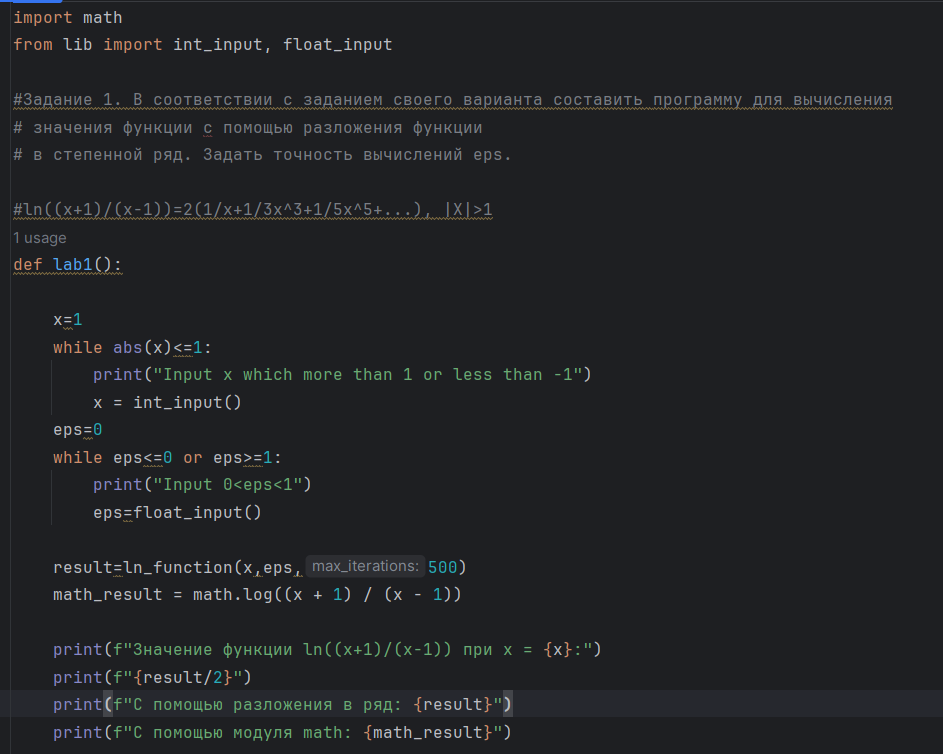 import math
from lib import int_input, float_input
#Задание 1. В соответствии с заданием своего варианта составить программу для вычисления
# значения функции с помощью разложения функции
# в степенной ряд. Задать точность вычислений eps.
#ln((x+1)/(x-1))=2(1/x+1/3x^3+1/5x^5+...), |X|>1
1 usage
def lab1():
x=1
while abs(x)<=1:
print("Input x which more than 1 or less than -1")
x = int_input()
eps=0
while eps<=0 or eps>=1:
print("Input 0<eps<1")
eps=float_input()
result=ln_function(x,eps, max_iterations: 500)
math_result = math.log((x + 1) / (x - 1))
print(f"Значение функции ln((x+1)/(x-1)) при x = {x}:")
print(f"{result/2}")
print(f"С помощью разложения в ряд: {result}")
print(f"С помощью модуля math: {math_result}")